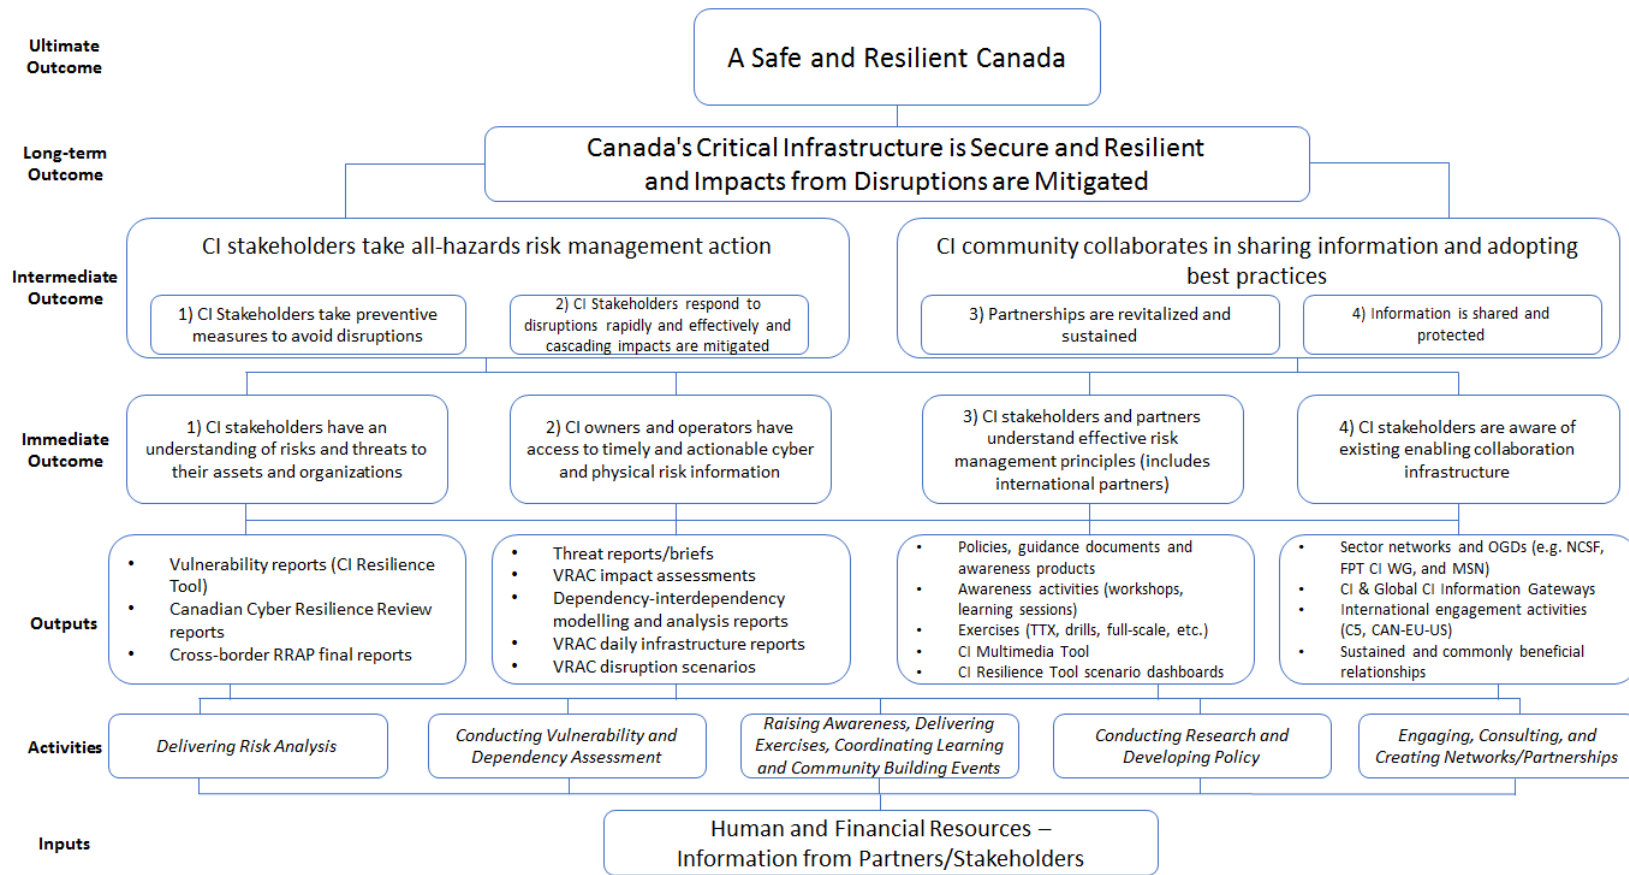 Ultimate
Outcome
A Safe and Resilient Canada
Long-term
Outcome
Canada's Critical Infrastructure is Secure and Resilient
and Impacts from Disruptions are Mitigated
Intermediate
Outcome
CI stakeholders take all-hazards risk management action
1) CI Stakeholders take preventive
measures to avoid disruptions
2) CI Stakeholders respond to
disruptions rapidly and effectively and
cascading impacts are mitigated
CI community collaborates in sharing information and adopting
best practices
3) Partnerships are revitalized and
sustained
4) Information is shared and
protected
Immediate
Outcome
1) CI stakeholders have an
understanding of risks and threats to
their assets and organizations
2) CI owners and operators have
access to timely and actionable cyber
and physical risk information
3) CI stakeholders and partners
understand effective risk
management principles (includes
international partners)
4) CI stakeholders are aware of
existing enabling collaboration
infrastructure
Outputs
• Vulnerability reports (CI Resilience
Tool)
• Canadian Cyber Resilience Review
reports
• Cross-border RRAP final reports
• Threat reports/briefs
• VRAC impact assessments
• Dependency-interdependency
modelling and analysis reports
• VRAC daily infrastructure reports
• VRAC disruption scenarios
• Policies, guidance documents and
awareness products
• Awareness activities (workshops,
learning sessions)
• Exercises (TTX, drills, full-scale, etc.)
• CI Multimedia Tool
• CI Resilience Tool scenario dashboards
• Sector networks and OGDs (e.g. NCSF,
FPT CI WG, and MSN)
• CI & Global CI Information Gateways
• International engagement activities
(C5, CAN-EU-US)
• Sustained and commonly beneficial
relationships
Activities
Delivering Risk Analysis
Conducting Vulnerability and
Dependency Assessment
Raising Awareness, Delivering
Exercises, Coordinating Learning
and Community Building Events
Conducting Research and
Developing Policy
Engaging, Consulting, and
Creating Networks/Partnerships
Inputs
Human and Financial Resources –
Information from Partners/Stakeholders